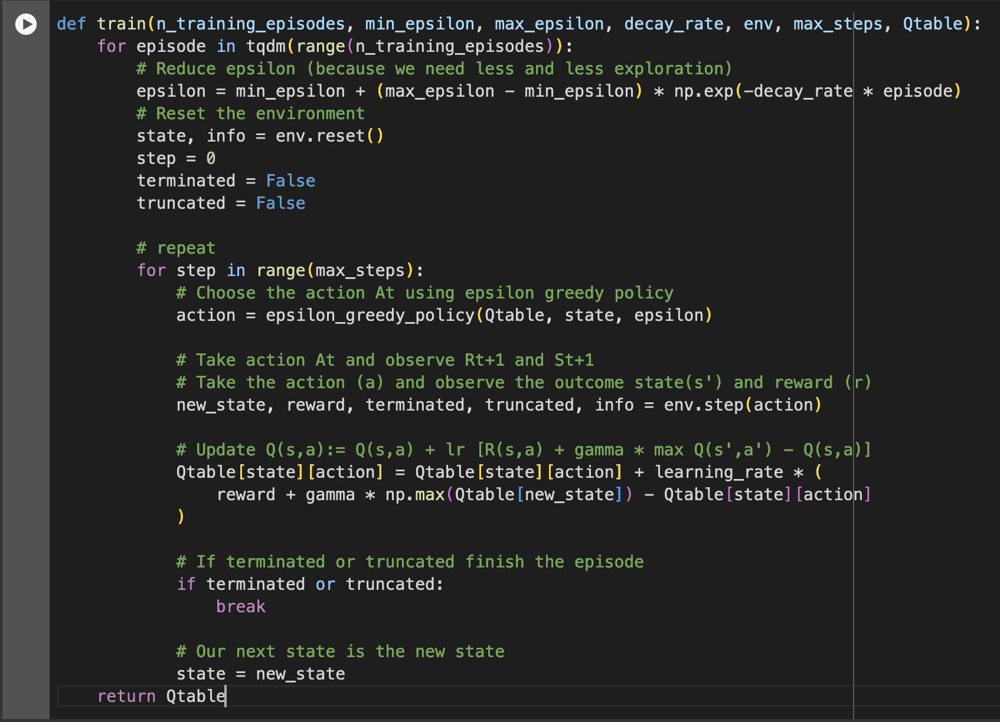 def train(n_training_episodes, min_epsilon, max_epsilon, decay_rate, env, max_steps, Qtable):
    for episode in tqdm(range(n_training_episodes)):
        # Reduce epsilon (because we need less and less exploration)
        epsilon = min_epsilon + (max_epsilon - min_epsilon) * np.exp(-decay_rate * episode)
        # Reset the environment
        state, info = env.reset()
        step = 0
        terminated = False
        truncated = False

        # repeat
        for step in range(max_steps):
            # Choose the action At using epsilon greedy policy
            action = epsilon_greedy_policy(Qtable, state, epsilon)

            # Take action At and observe Rt+1 and St+1
            # Take the action (a) and observe the outcome state(s') and reward (r)
            new_state, reward, terminated, truncated, info = env.step(action)

            # Update Q(s,a):= Q(s,a) + lr [R(s,a) + gamma * max Q(s',a') - Q(s,a)]
            Qtable[state][action] = Qtable[state][action] + learning_rate * (
                reward + gamma * np.max(Qtable[new_state]) - Qtable[state][action]
            )

            # If terminated or truncated finish the episode
            if terminated or truncated:
                break

            # Our next state is the new state
            state = new_state
    return Qtable